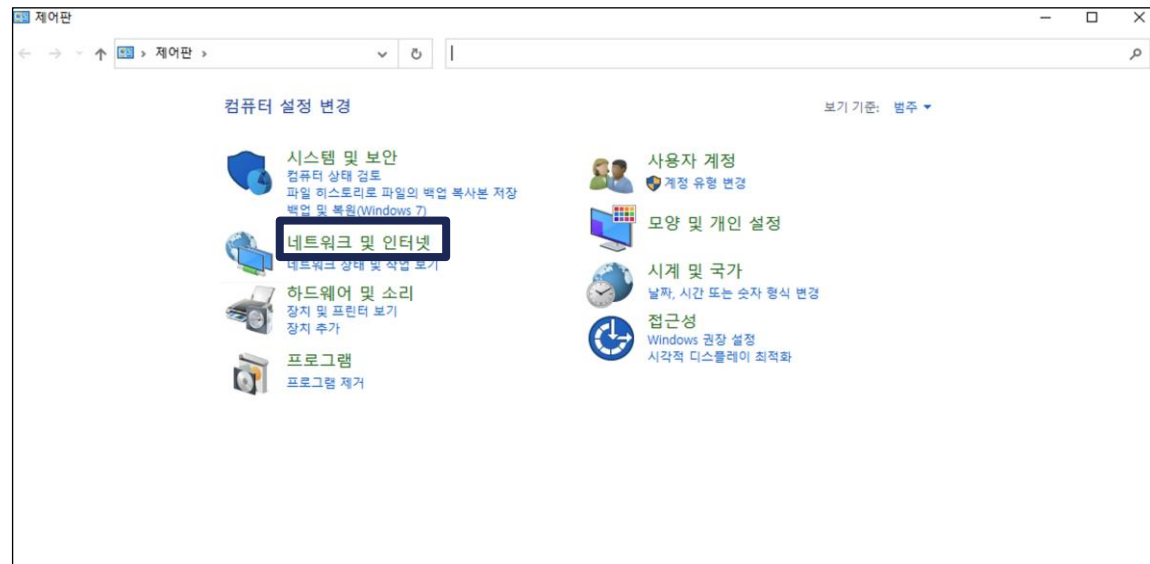 제어판
제어판
컴퓨터 설정 변경
보기 기준: 범주
시스템 및 보안
컴퓨터 상태 검토
파일 히스토리로 파일의 백업 복사본 저장
백업 및 복원(Windows 7)
네트워크 및 인터넷
네트워크 상태 및 작업 보기
하드웨어 및 소리
장치 및 프린터 보기
장치 추가
프로그램
프로그램 제거
사용자 계정
계정 유형 변경
모양 및 개인 설정
시계 및 국가
날짜, 시간 또는 숫자 형식 변경
접근성
Windows 권장 설정
시각적 디스플레이 최적화